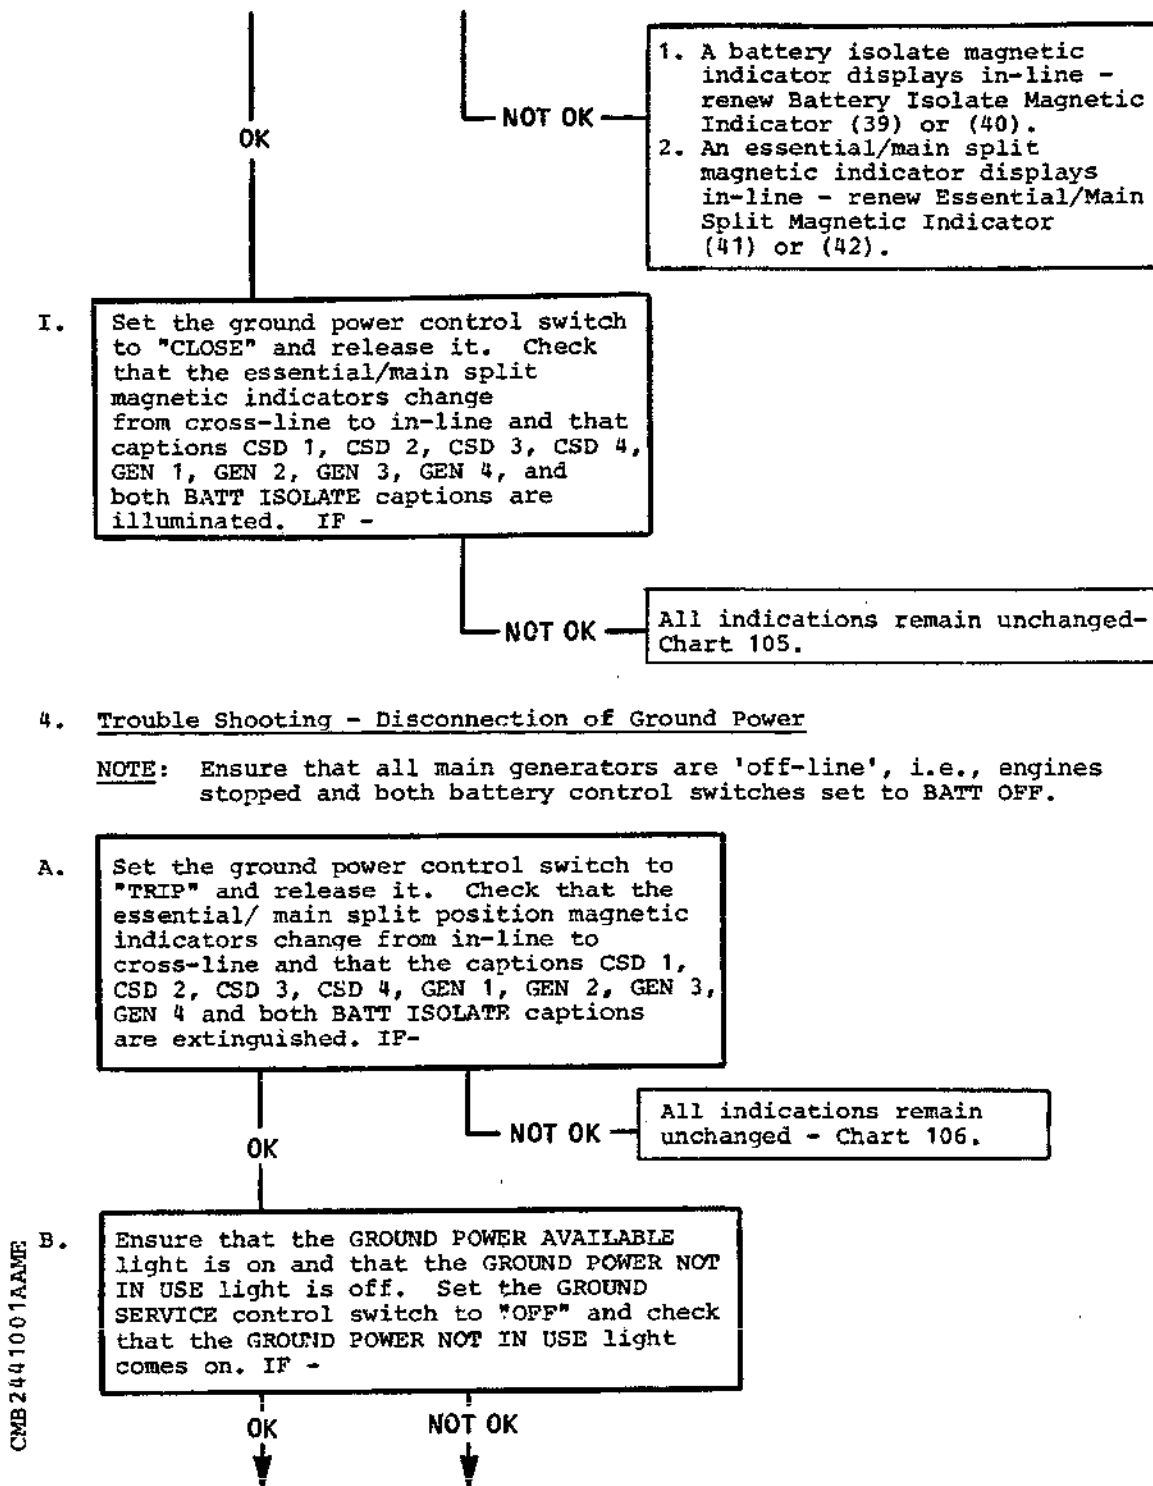 1. A battery isolate magnetic
indicator displays in-line -
renew Battery Isolate Magnetic
Indicator (39) or (40).
2. An essential/main split
magnetic indicator displays
in-line - renew Essential/Main
Split Magnetic Indicator
(41) or (42).
NOT OK
OK
I.
Set the ground power control switch
to "CLOSE" and release it. Check
that the essential/main split
magnetic indicators change
from cross-line to in-line and that
captions CSD 1, CSD 2, CSD 3, CSD 4,
GEN 1, GEN 2, GEN 3, GEN 4, and
both BATT ISOLATE captions are
illuminated. IF -
NOT OK
All indications remain unchanged-
Chart 105.
4. Trouble Shooting - Disconnection of Ground Power
NOTE: Ensure that all main generators are 'off-line', i.e., engines
stopped and both battery control switches set to BATT OFF.
A.
Set the ground power control switch to
"TRIP" and release it. Check that the
essential/ main split position magnetic
indicators change from in-line to
cross-line and that the captions CSD 1,
CSD 2, CSD 3, CSD 4, GEN 1, GEN 2, GEN 3,
GEN 4 and both BATT ISOLATE captions
are extinguished. IF-
NOT OK
All indications remain
unchanged - Chart 106.
OK
B.
Ensure that the GROUND POWER AVAILABLE
light is on and that the GROUND POWER NOT
IN USE light is off. Set the GROUND
SERVICE control switch to "OFF" and check
that the GROUND POWER NOT IN USE light
comes on. IF -
OK
NOT OK
CMB2441001AAME